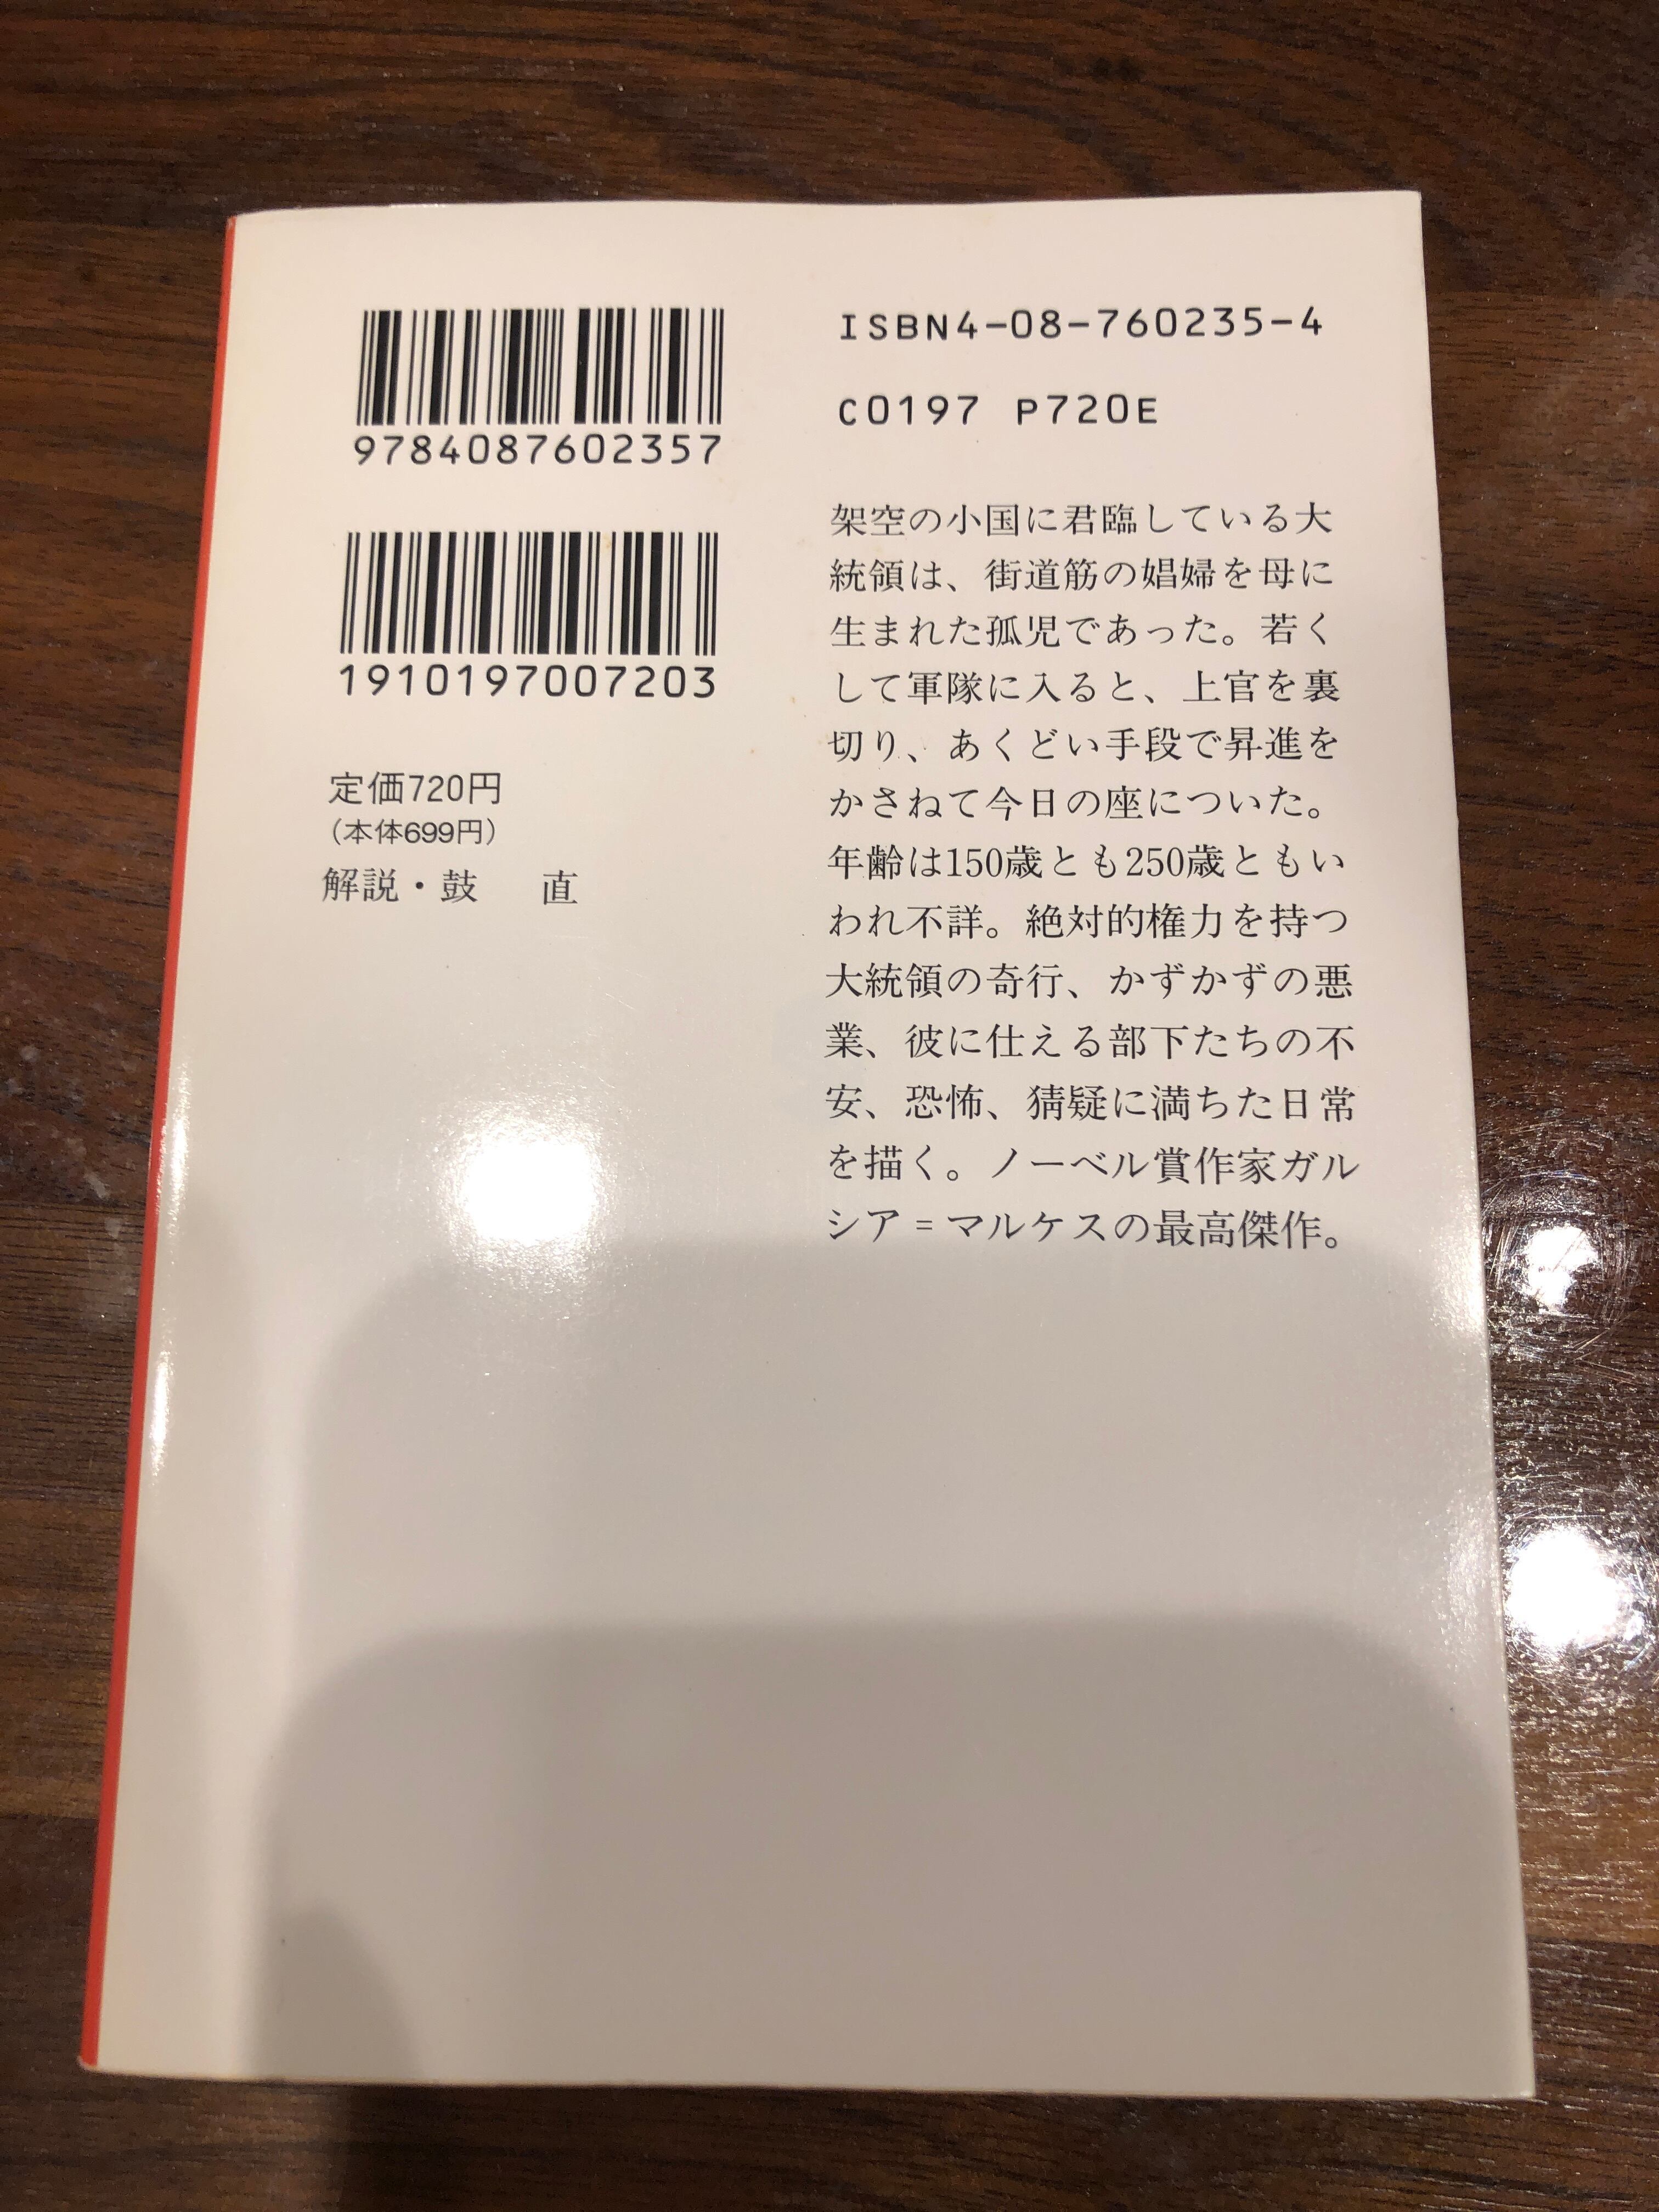 9784087602357
1910197007203
定価720円
(本体699円)
解説・鼓　直
ISBN4-08-760235-4
C0197 P720E
架空の小国に君臨している大
統領は、街道筋の娼婦を母に
生まれた孤児であった。若く
して軍隊に入ると、上官を裏
切り、あくどい手段で昇進を
かさねて今日の座についた。
年齢は150歳とも250歳ともい
われ不詳。絶対的権力を持つ
大統領の奇行、かずかずの悪
業、彼に仕える部下たちの不
安、恐怖、猜疑に満ちた日常
を描く。ノーベル賞作家ガル
シア=マルケスの最高傑作。